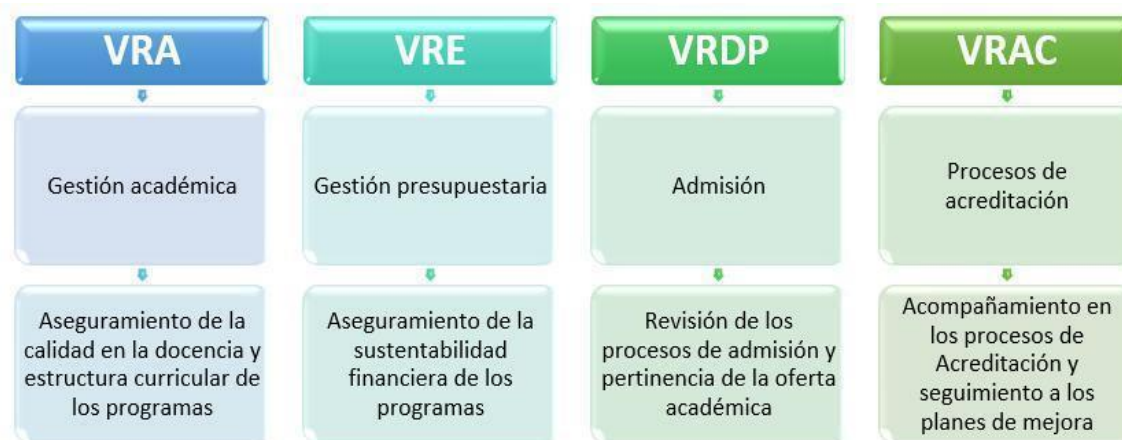 VRA
Gestión académica
Aseguramiento de la
calidad en la docencia y
estructura curricular de
los programas
VRE
Gestión presupuestaria
Aseguramiento de la
sustentabilidad
financiera de los
programas
VRDP
Admisión
Revisión de los
procesos de admisión y
pertinencia de la oferta
académica
VRAC
Procesos de
acreditación
Acompañamiento en
los procesos de
Acreditación y
seguimiento a los
planes de mejora